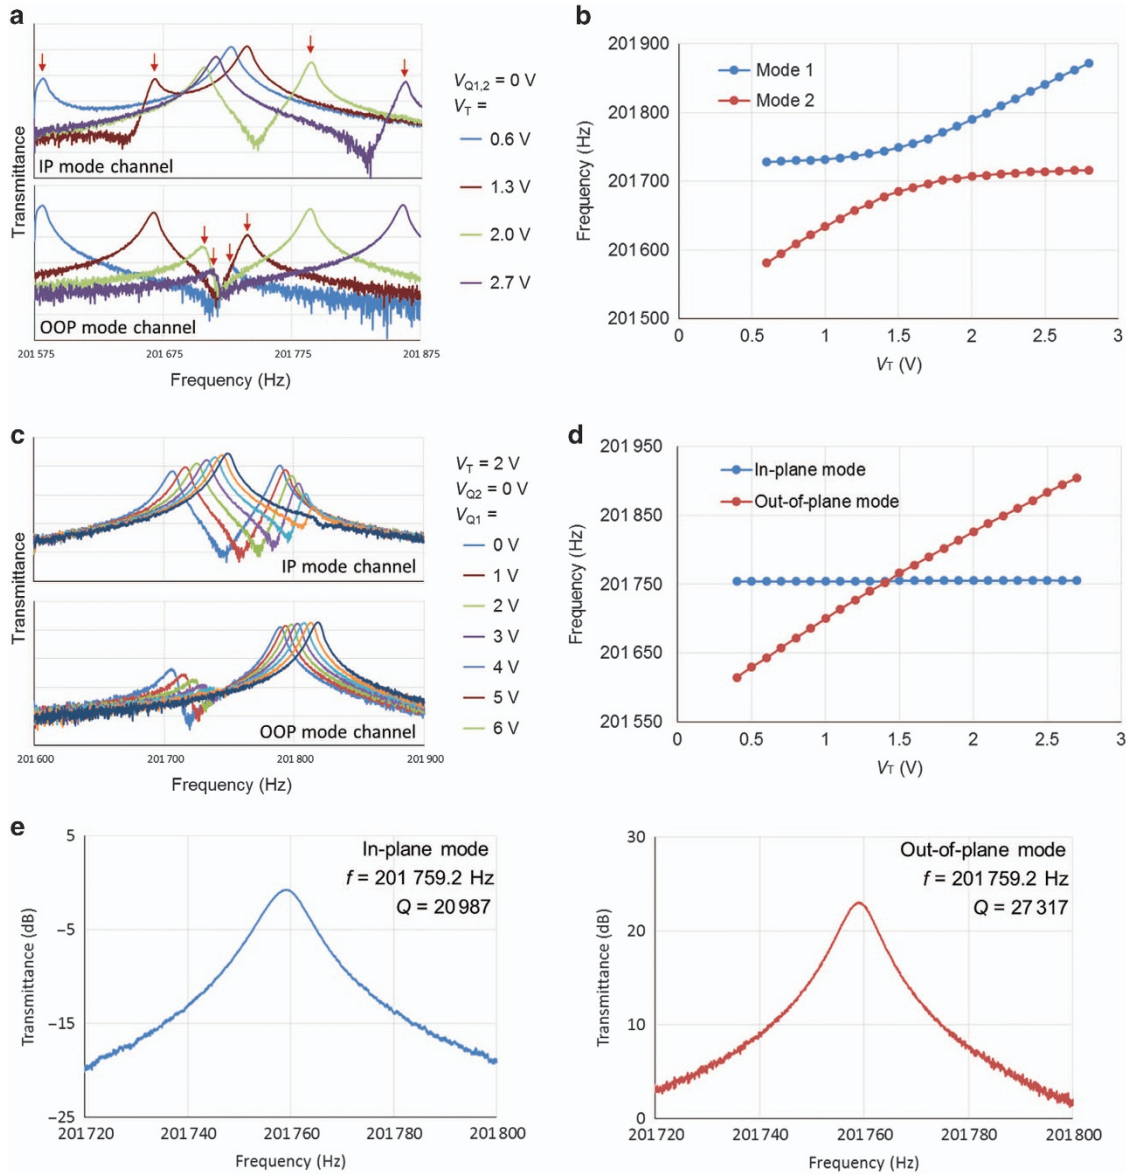 a
V_Q1,2 = 0 V
V_T =
0.6 V
1.3 V
2.0 V
2.7 V
Transmittance
IP mode channel
OOP mode channel
201 575
201 675
201 775
201 875
Frequency (Hz)
b
Mode 1
Mode 2
Frequency (Hz)
201 900
201 800
201 700
201 600
201 500
0
0.5
1
1.5
2
2.5
3
V_T (V)
c
V_T = 2 V
V_Q2 = 0 V
V_Q1 =
0 V
1 V
2 V
3 V
4 V
5 V
6 V
Transmittance
IP mode channel
OOP mode channel
201 600
201 700
201 800
201 900
Frequency (Hz)
d
In-plane mode
Out-of-plane mode
Frequency (Hz)
201 950
201 850
201 750
201 650
201 550
0
0.5
1
1.5
2
2.5
3
V_T (V)
e
In-plane mode
f = 201 759.2 Hz
Q = 20 987
Transmittance (dB)
5
−5
−15
−25
201 720
201 740
201 760
201 780
201 800
Frequency (Hz)
Out-of-plane mode
f = 201 759.2 Hz
Q = 27 317
Transmittance (dB)
30
20
10
0
201 720
201 740
201 760
201 780
201 800
Frequency (Hz)